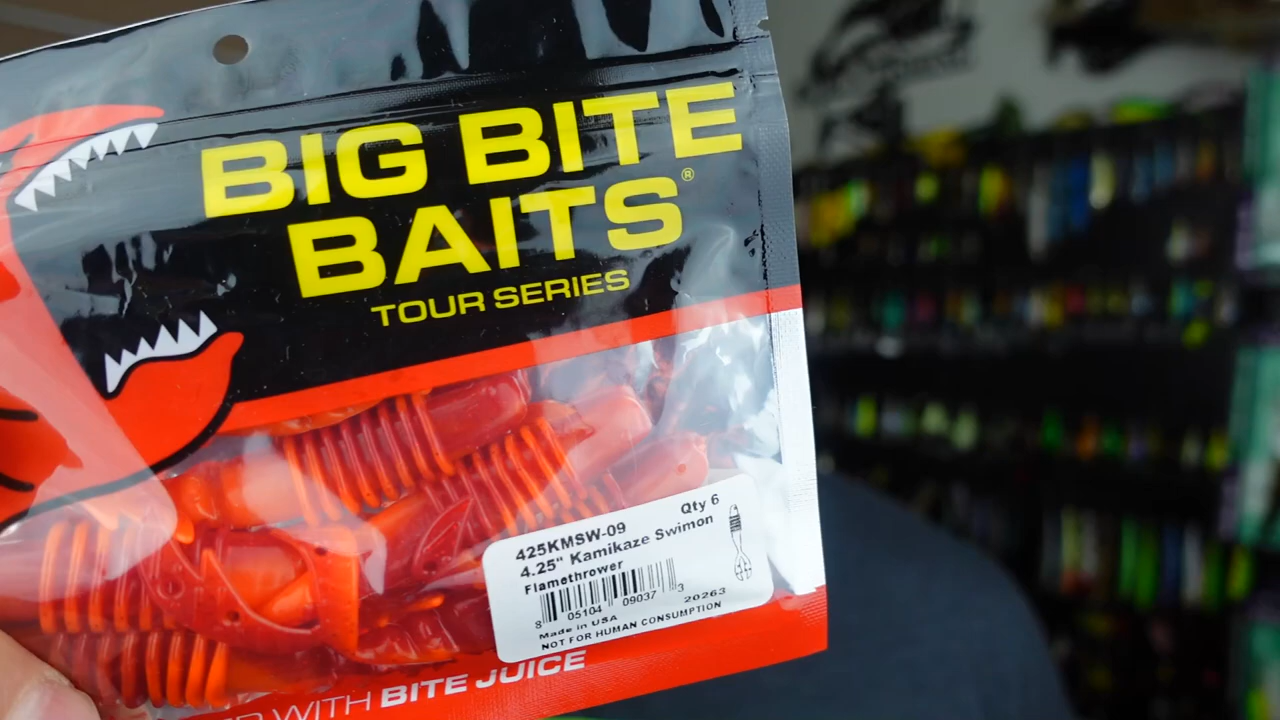 BIG BITE
BAITS®
TOUR SERIES
Qty 6
425KMSW-09
4.25" Kamikaze Swimon
Flamethrower
8 05104 09037 3
20263
Made in USA
NOT FOR HUMAN CONSUMPTION
WITH BITE JUICE